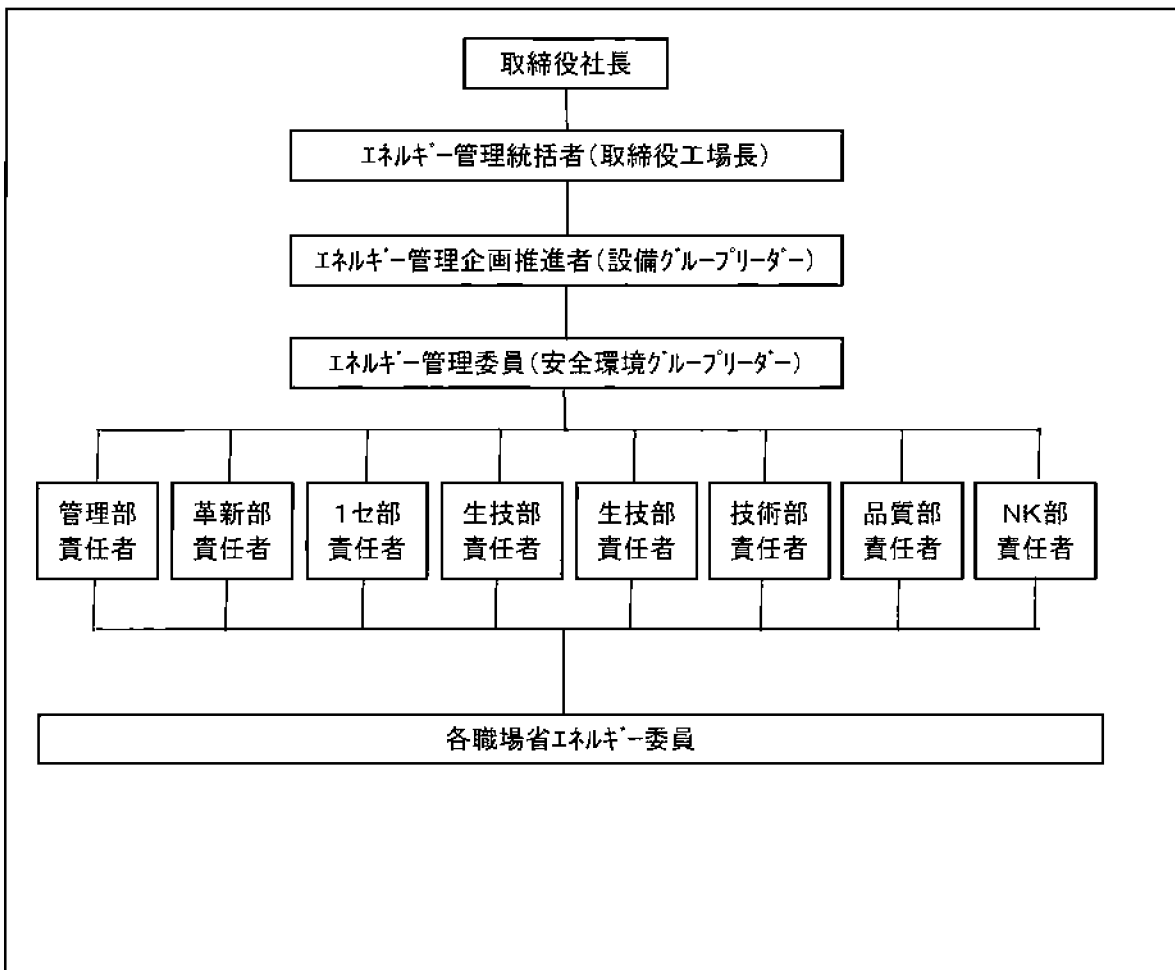 取締役社長
ｴﾈﾙｷﾞｰ管理統括者(取締役工場長)
ｴﾈﾙｷﾞｰ管理企画推進者(設備ｸﾞﾙｰﾌﾟﾘｰﾀﾞｰ)
ｴﾈﾙｷﾞｰ管理委員(安全環境ｸﾞﾙｰﾌﾟﾘｰﾀﾞｰ)
管理部
責任者
革新部
責任者
1セ部
責任者
生技部
責任者
生技部
責任者
技術部
責任者
品質部
責任者
NK部
責任者
各職場省ｴﾈﾙｷﾞｰ委員